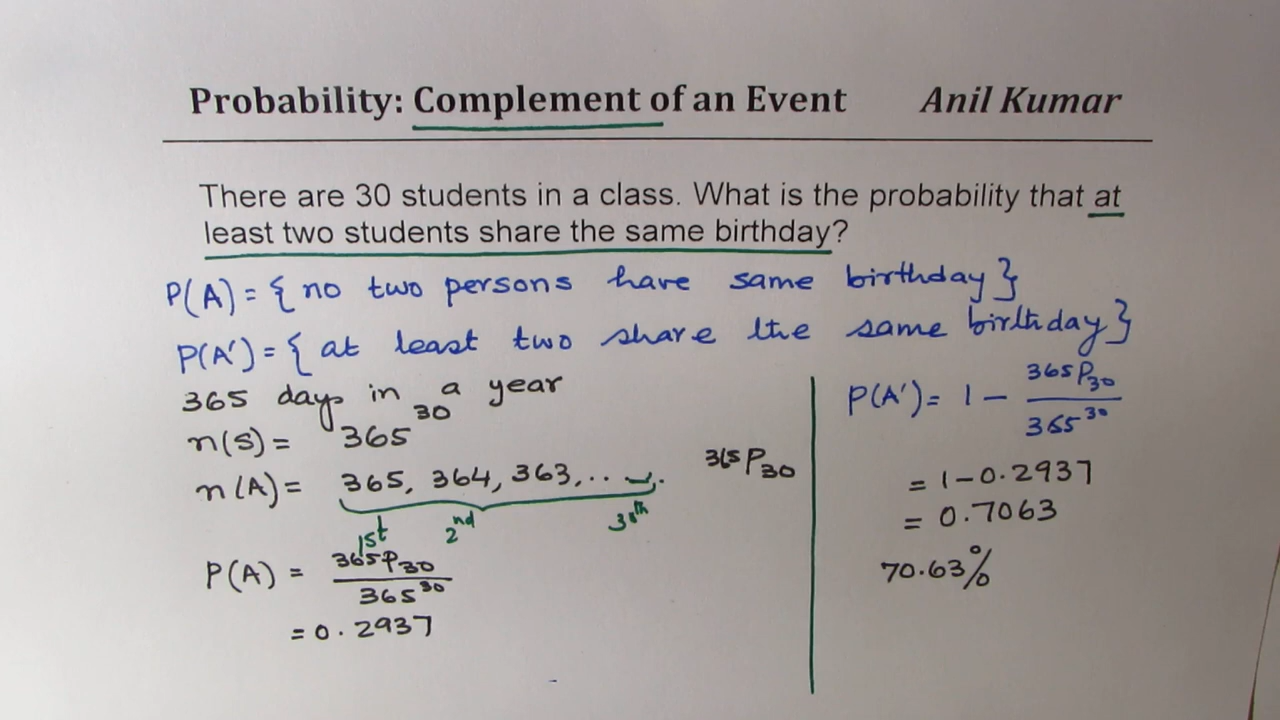 Probability: Complement of an Event Anil Kumar
There are 30 students in a class. What is the probability that at
least two students share the same birthday?
P(A) = { no two persons have same birthday }
P(A') = { at least two share the same birthday }
365 days in a year
n(S) = 365^30
n(A) = 365, 364, 363, ...
1st 2nd 30th
365P30
P(A) = 365P30 / 365^30
= 0.2937
P(A') = 1 - 365P30 / 365^30
= 1 - 0.2937
= 0.7063
70.63%